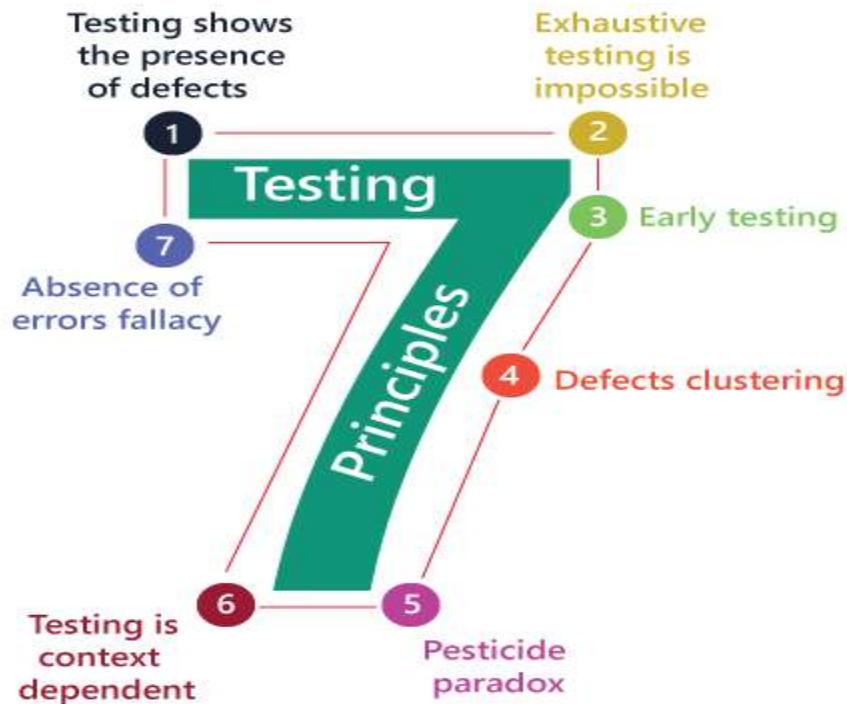 Testing shows
the presence
of defects
1
Exhaustive
testing is
impossible
2
Testing
Principles
3
Early testing
4
Defects clustering
5
Pesticide
paradox
6
Testing is
context
dependent
7
Absence of
errors fallacy